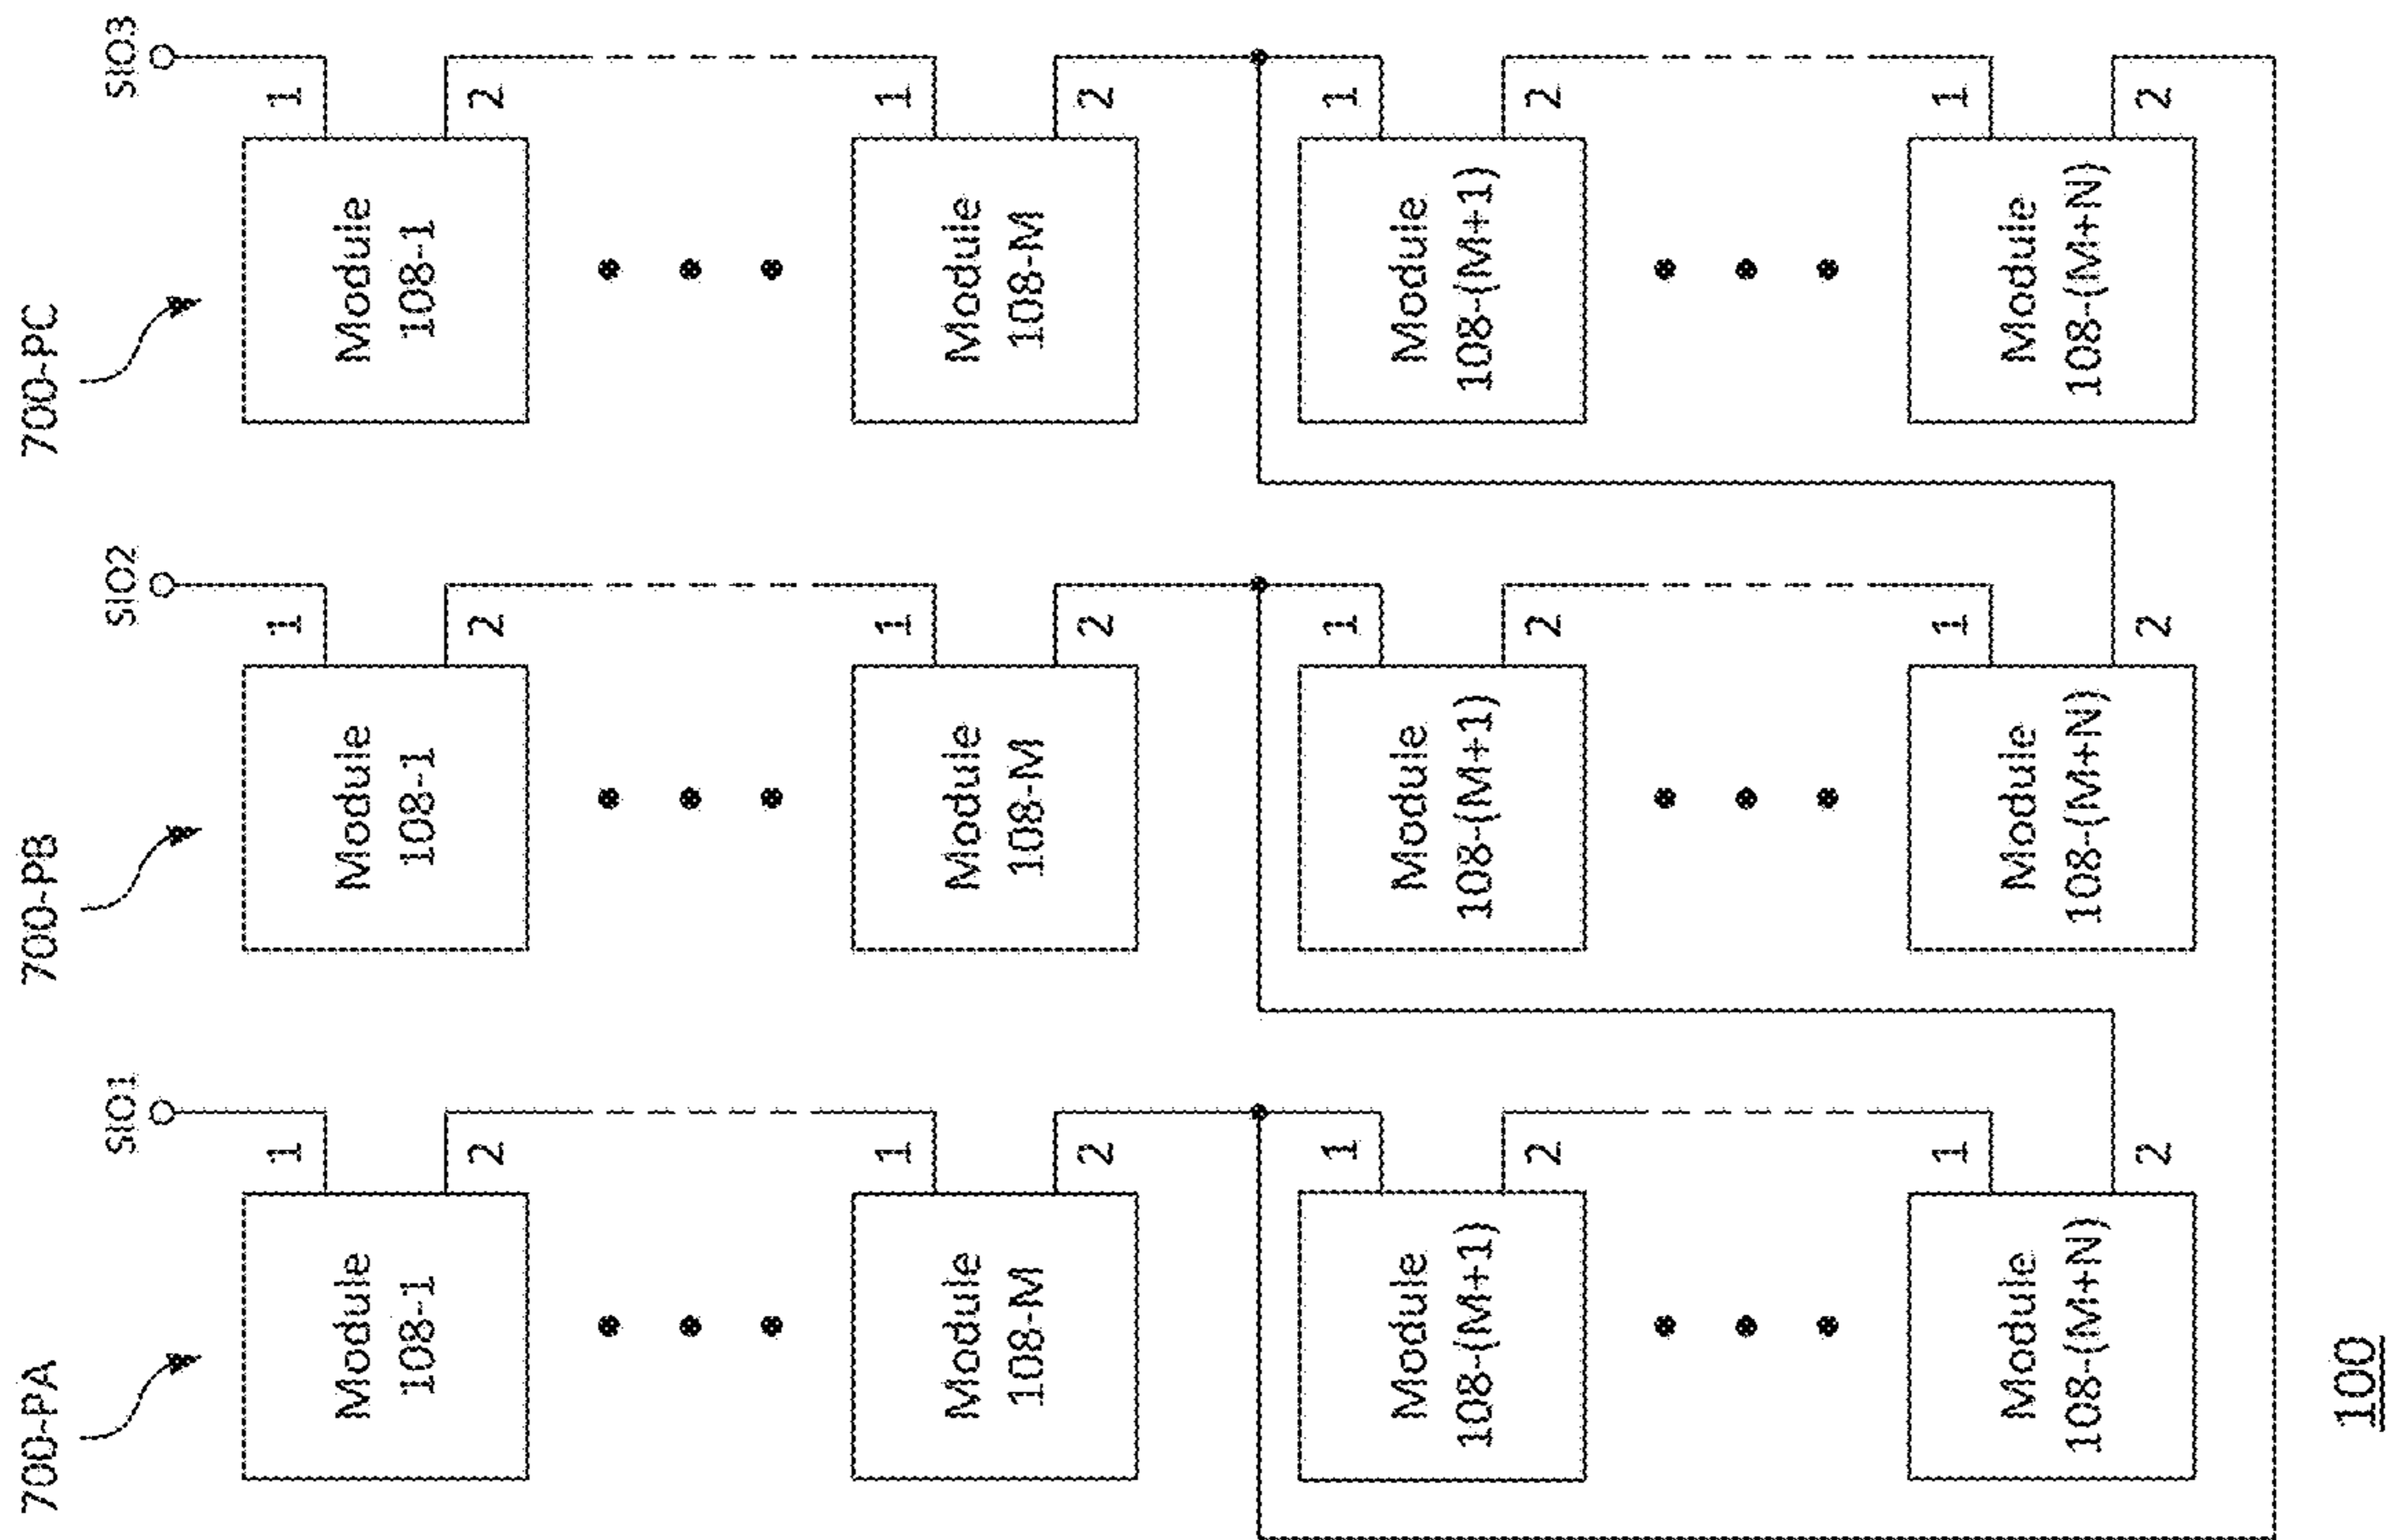 700-PA
700-PB
700-PC
SIO1
SIO2
SIO3
1
1
1
Module
108-1
Module
108-1
Module
108-1
2
2
2
1
1
1
Module
108-M
Module
108-M
Module
108-M
2
2
2
1
1
1
Module
108-(M+1)
Module
108-(M+1)
Module
108-(M+1)
2
2
2
1
1
1
Module
108-(M+N)
Module
108-(M+N)
Module
108-(M+N)
2
2
2
100